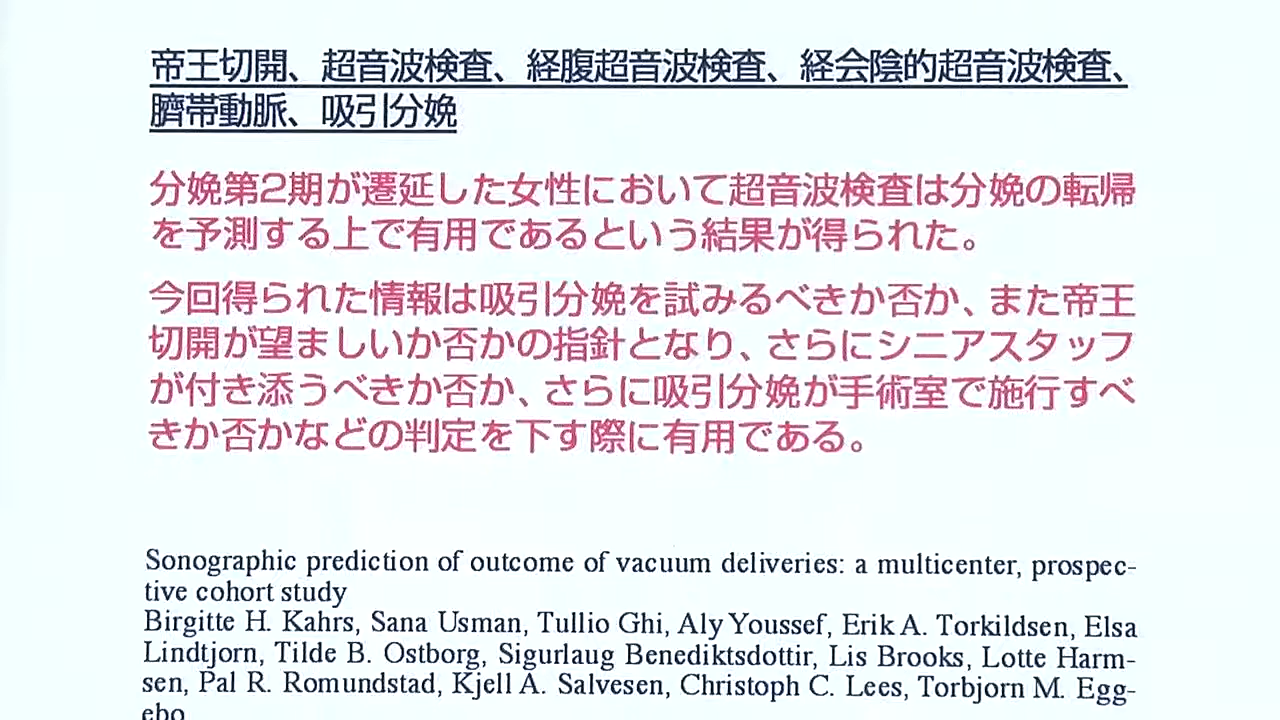 帝王切開、超音波検査、経腹超音波検査、経会陰的超音波検査、
臍帯動脈、吸引分娩
分娩第2期が遷延した女性において超音波検査は分娩の転帰
を予測する上で有用であるという結果が得られた。
今回得られた情報は吸引分娩を試みるべきか否か、また帝王
切開が望ましいか否かの指針となり、さらにシニアスタッフ
が付き添うべきか否か、さらに吸引分娩が手術室で施行すべ
きか否かなどの判定を下す際に有用である。
Sonographic prediction of outcome of vacuum deliveries: a multicenter, prospec-
tive cohort study
Birgitte H. Kahrs, Sana Usman, Tullio Ghi, Aly Youssef, Erik A. Torkildsen, Elsa
Lindtjorn, Tilde B. Ostborg, Sigurlaug Benediktsdottir, Lis Brooks, Lotte Harm-
sen, Pal R. Romundstad, Kjell A. Salvesen, Christoph C. Lees, Torbjorn M. Egg-
ebo